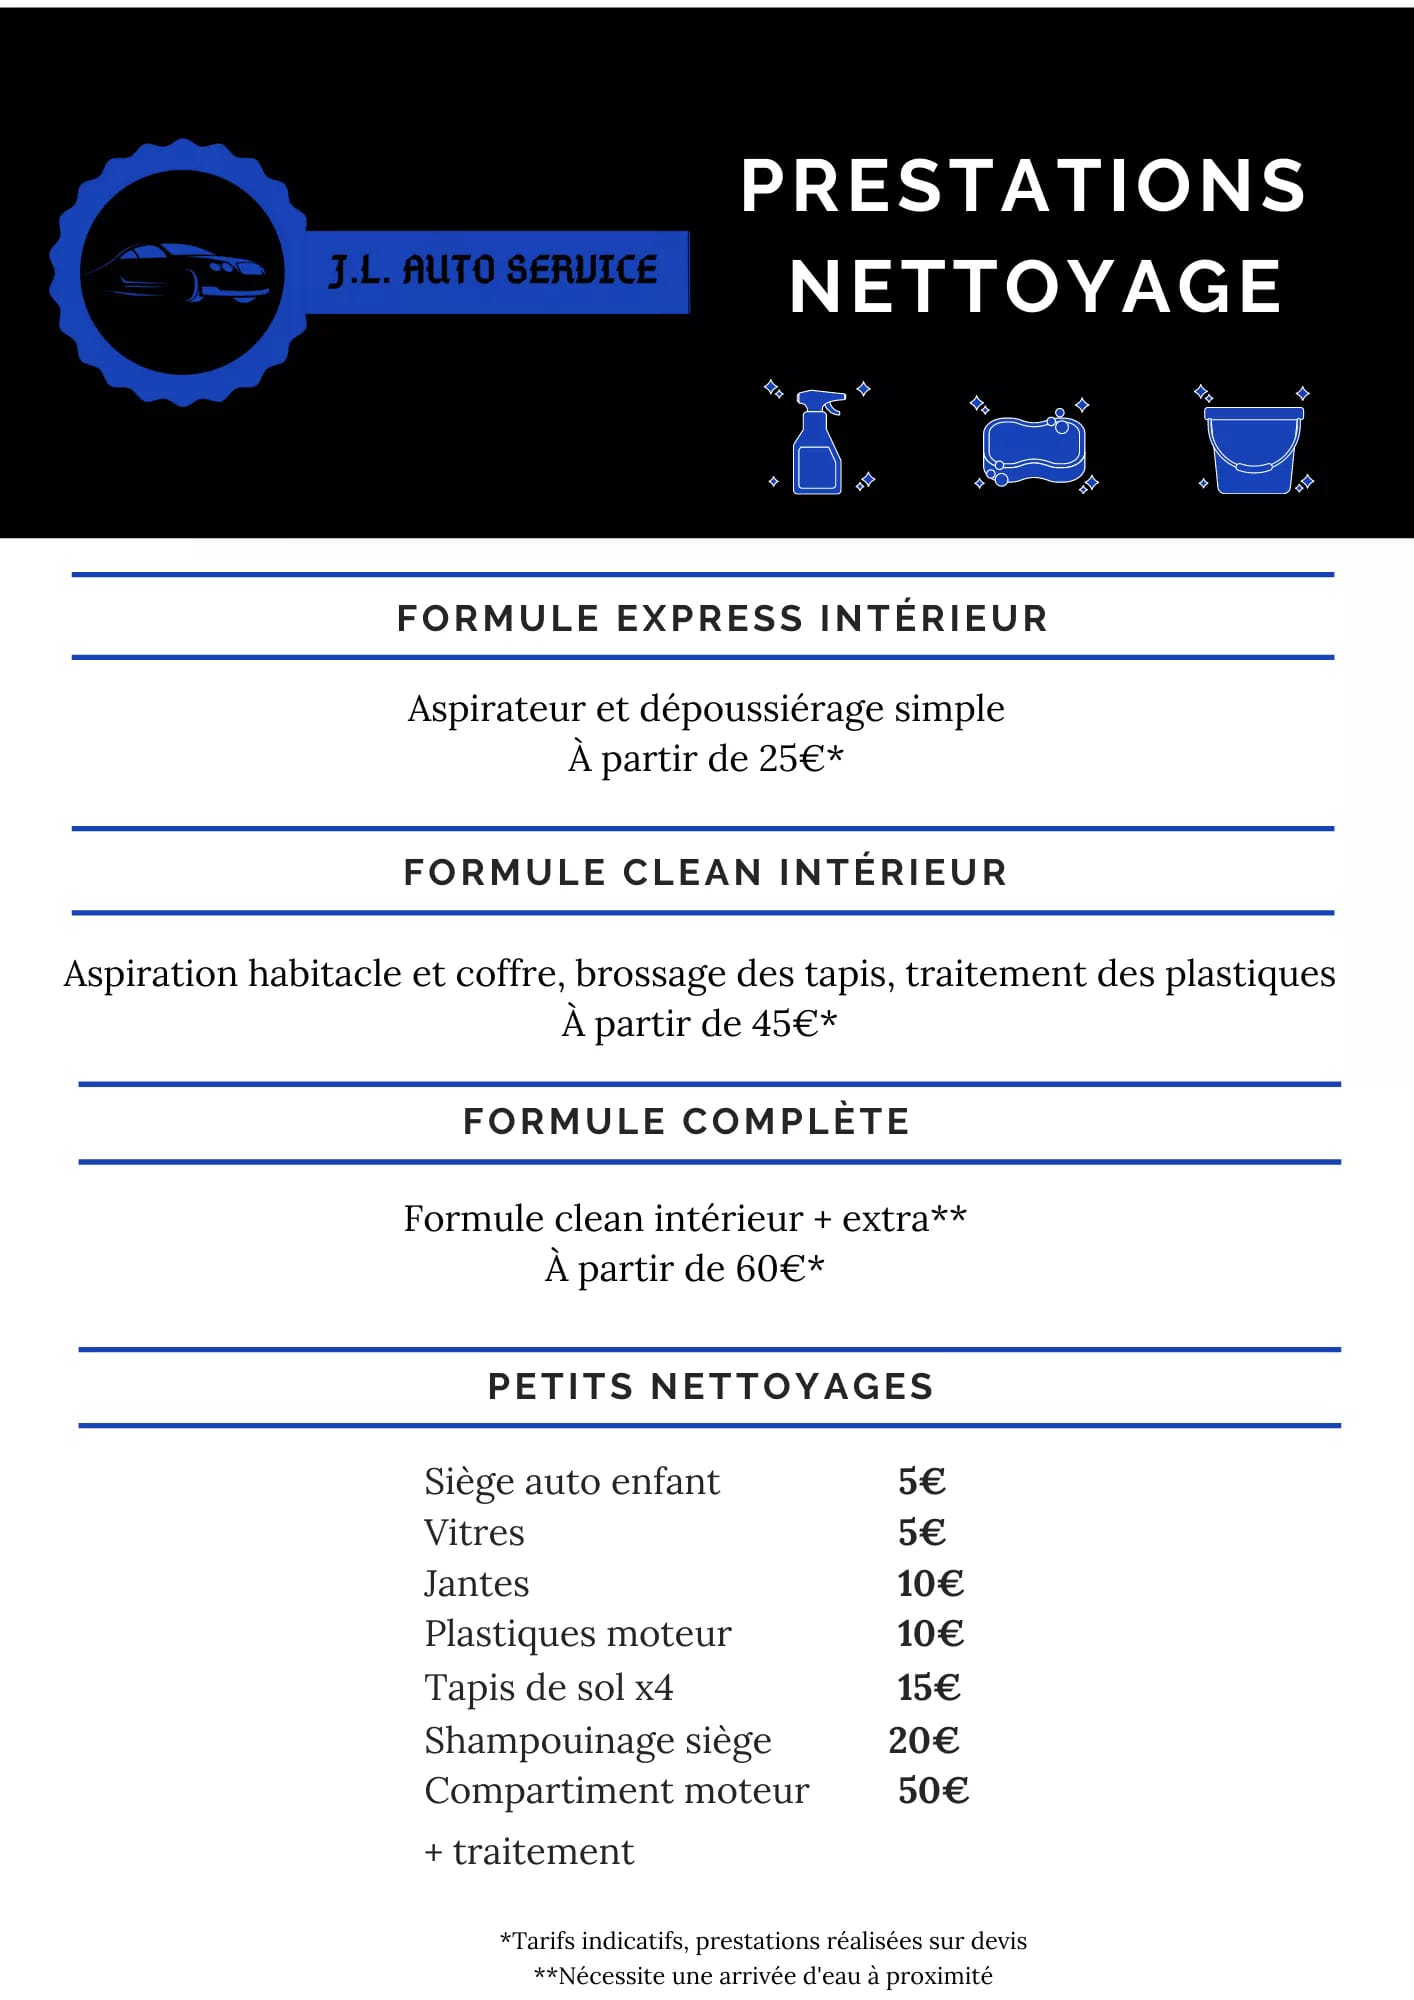 J.L. AUTO SERVICE
PRESTATIONS
NETTOYAGE
FORMULE EXPRESS INTÉRIEUR
Aspirateur et dépoussiérage simple
À partir de 25€*
FORMULE CLEAN INTÉRIEUR
Aspiration habitacle et coffre, brossage des tapis, traitement des plastiques
À partir de 45€*
FORMULE COMPLÈTE
Formule clean intérieur + extra**
À partir de 60€*
PETITS NETTOYAGES
Siège auto enfant 5€
Vitres 5€
Jantes 10€
Plastiques moteur 10€
Tapis de sol x4 15€
Shampouinage siège 20€
Compartiment moteur 50€
+ traitement
*Tarifs indicatifs, prestations réalisées sur devis
**Nécessite une arrivée d'eau à proximité